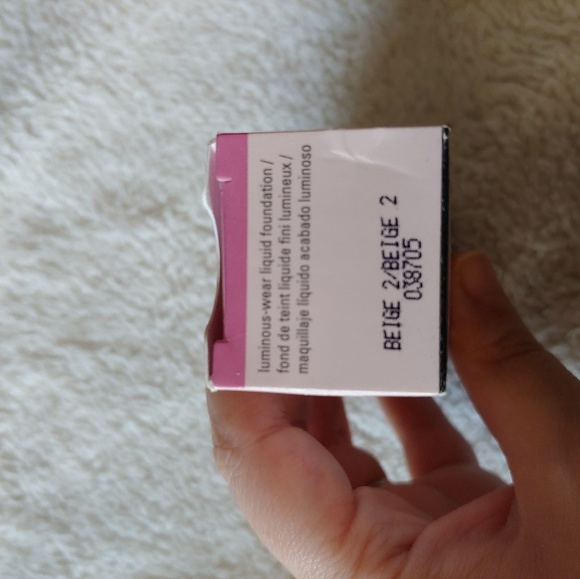 luminous-wear liquid foundation /
fond de teint liquide fini lumineux /
maquillaje líquido acabado luminoso
BEIGE 2/BEIGE 2
038705